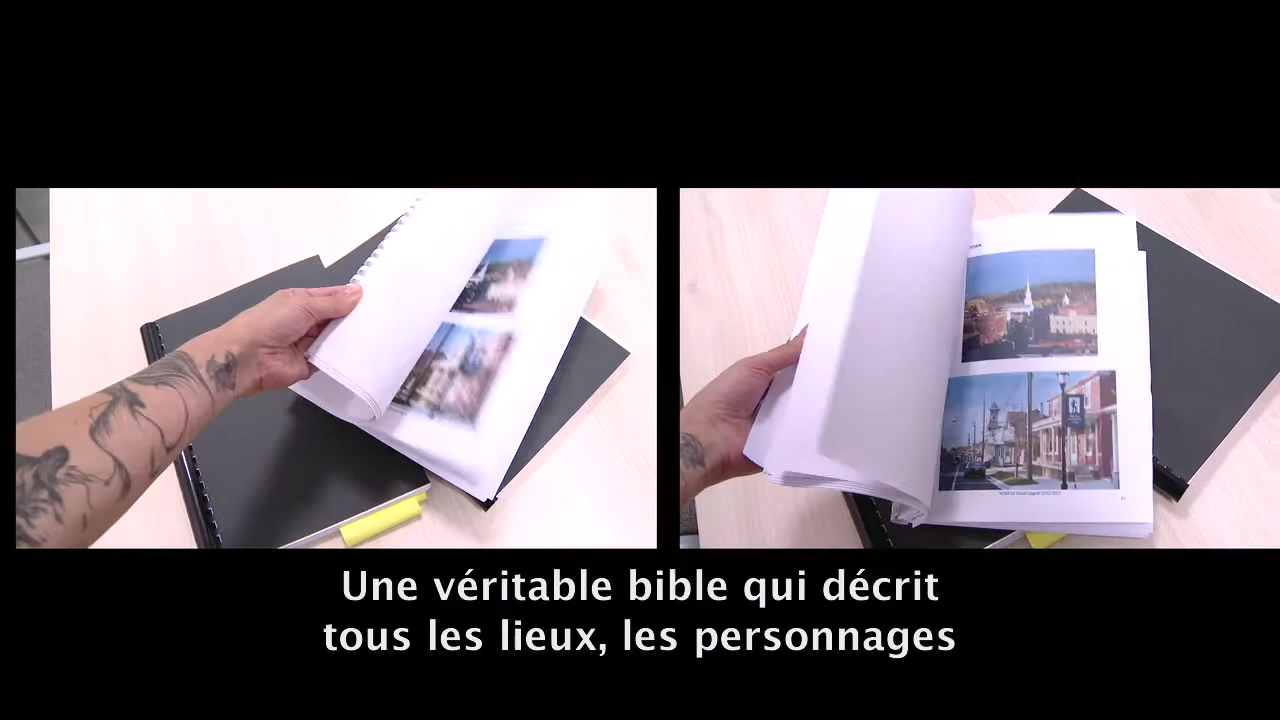 Une véritable bible qui décrit
tous les lieux, les personnages